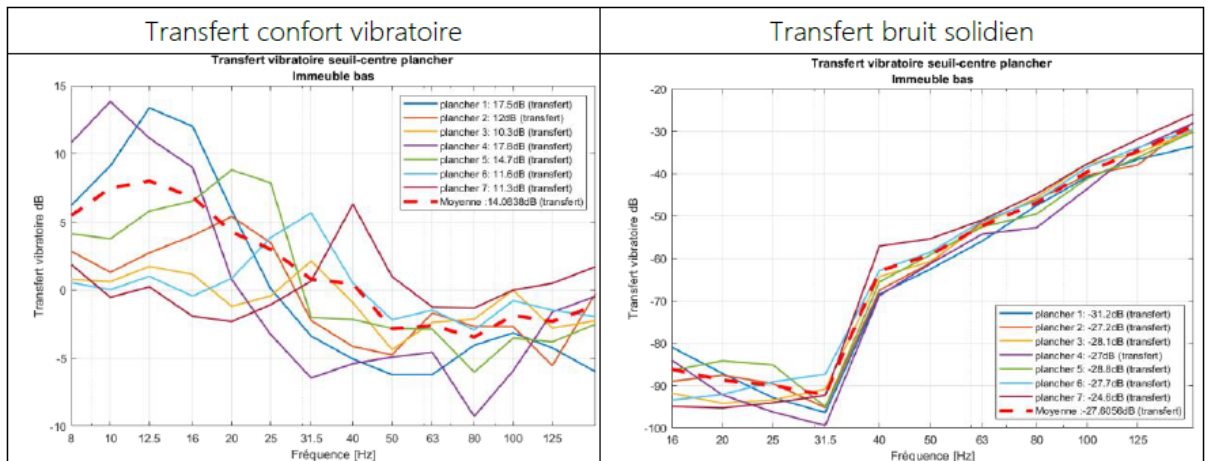 Transfert confort vibratoire
Transfert bruit solidien
Transfert vibratoire seuil-centre plancher
Immeuble bas
Transfert vibratoire dB
15
10
5
0
-5
-10
plancher 1: 17.5dB (transfert)
plancher 2: 12dB (transfert)
plancher 3: 10.3dB (transfert)
plancher 4: 17.8dB (transfert)
plancher 5: 14.7dB (transfert)
plancher 6: 11.6dB (transfert)
plancher 7: 11.3dB (transfert)
Moyenne :14.0838dB (transfert)
8 10 12.5 16 20 25 31.5 40 50 63 80 100 125
Fréquence [Hz]
Transfert vibratoire seuil-centre plancher
Immeuble bas
Transfert vibratoire dB
-20
-30
-40
-50
-60
-70
-80
-90
-100
plancher 1: -31.2dB (transfert)
plancher 2: -27.2dB (transfert)
plancher 3: -28.1dB (transfert)
plancher 4: -27dB (transfert)
plancher 5: -28.8dB (transfert)
plancher 6: -27.7dB (transfert)
plancher 7: -24.6dB (transfert)
Moyenne :-27.6056dB (transfert)
16 20 25 31.5 40 50 63 80 100 125
Fréquence [Hz]